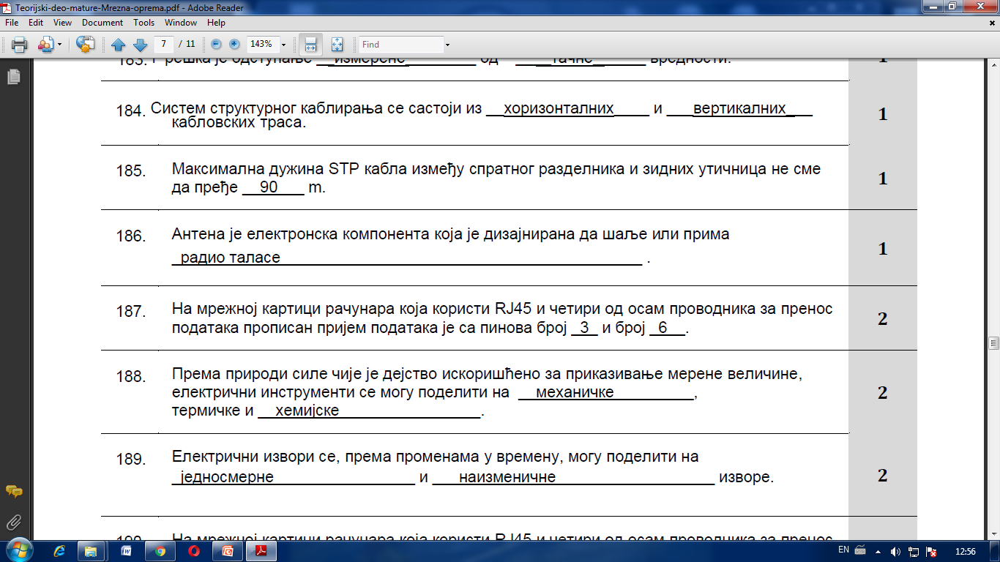 Teorijski-deo-mature-Mrezna-oprema.pdf - Adobe Reader
File Edit View Document Tools Window Help
7 / 11 143% Find
183. Грешка је одступање __измерене________ од __тачне______ вредности. 1
184. Систем структурног каблирања се састоји из __хоризонталних____ и ___вертикалних___
кабловских траса. 1
185. Максимална дужина STP кабла између спратног разделника и зидних утичница не сме
да пређе __90___ m. 1
186. Антена је електронска компонента која је дизајнирана да шаље или прима
_радио таласе_________________________________________ . 1
187. На мрежној картици рачунара која користи RJ45 и четири од осам проводника за пренос
података прописан пријем података је са пинова број _3_ и број _6__. 2
188. Према природи силе чије је дејство искоришћено за приказивање мерене величине,
електрични инструменти се могу поделити на __механичке_________,
термичке и __хемијске________________. 2
189. Електрични извори се, према променама у времену, могу поделити на
_једносмерне________________ и ___наизменичне__________________ изворе. 2
190. На мрежној картици рачунара која користи RJ45 и четири од осам проводника за пренос
EN 12:56